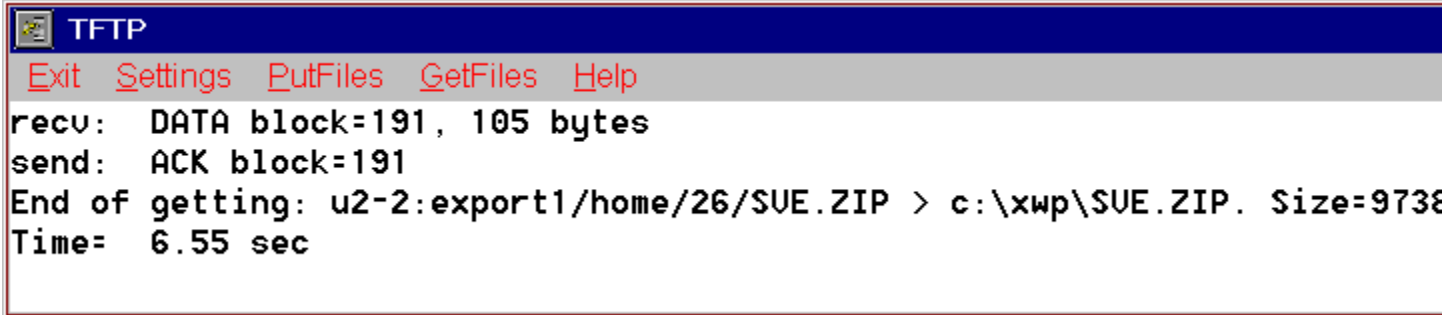 TFTP
Exit Settings PutFiles GetFiles Help
recv: DATA block=191, 105 bytes
send: ACK block=191
End of getting: u2-2:export1/home/26/SVE.ZIP > c:\xwp\SVE.ZIP. Size=9738
Time= 6.55 sec